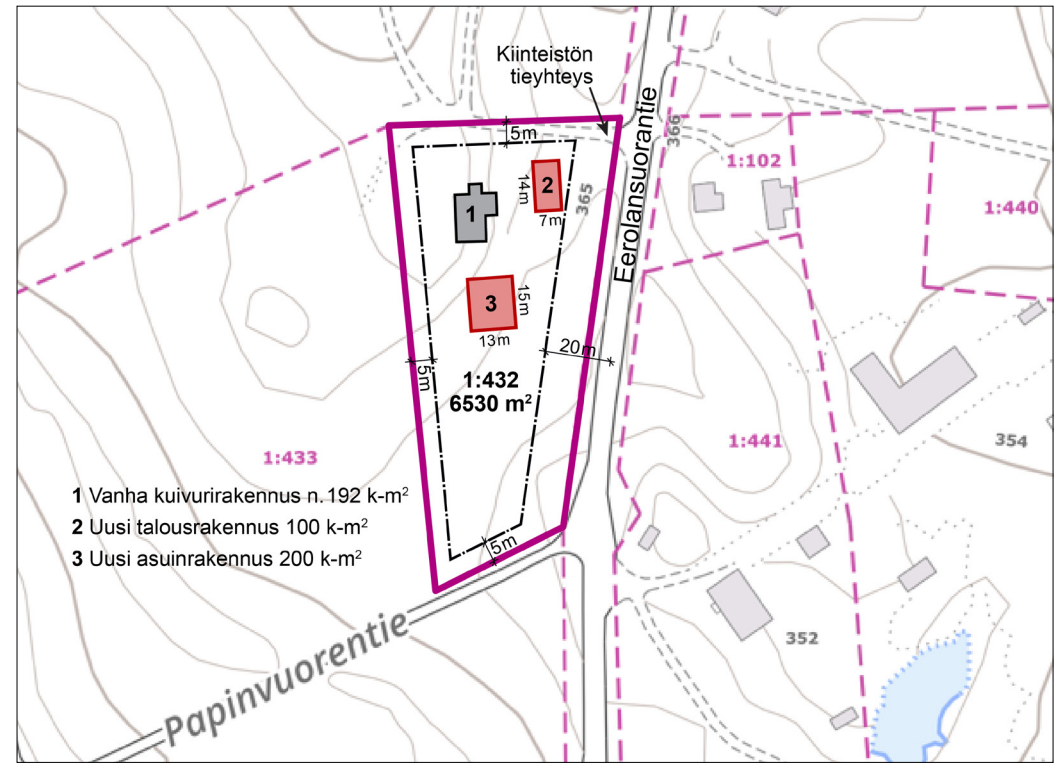 Kiinteistön
tieyhteys
5m
Eerolansuorantie
366
1:102
1:440
2
14m
7m
365
1
3
15m
13m
20m
5m
1:432
6530 m²
1:433
1:441
354
1 Vanha kuivurirakennus n. 192 k-m²
2 Uusi talousrakennus 100 k-m²
3 Uusi asuinrakennus 200 k-m²
5m
Papinvuorentie
352